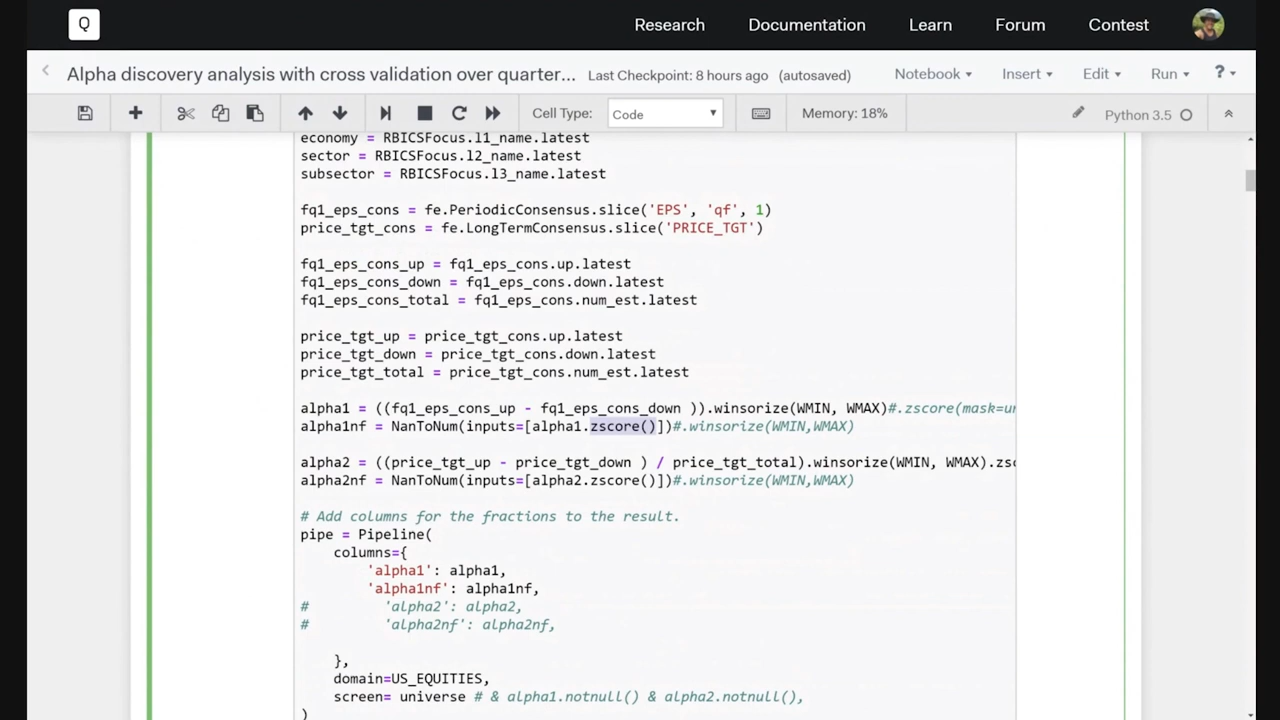 Q
Research Documentation Learn Forum Contest
Alpha discovery analysis with cross validation over quarter... Last Checkpoint: 8 hours ago (autosaved) Notebook Insert Edit Run ?
Cell Type: Code Memory: 18% Python 3.5
economy = RBICSFocus.l1_name.latest
sector = RBICSFocus.l2_name.latest
subsector = RBICSFocus.l3_name.latest
fq1_eps_cons = fe.PeriodicConsensus.slice('EPS', 'qf', 1)
price_tgt_cons = fe.LongTermConsensus.slice('PRICE_TGT')
fq1_eps_cons_up = fq1_eps_cons.up.latest
fq1_eps_cons_down = fq1_eps_cons.down.latest
fq1_eps_cons_total = fq1_eps_cons.num_est.latest
price_tgt_up = price_tgt_cons.up.latest
price_tgt_down = price_tgt_cons.down.latest
price_tgt_total = price_tgt_cons.num_est.latest
alpha1 = ((fq1_eps_cons_up - fq1_eps_cons_down )).winsorize(WMIN, WMAX)#.zscore(mask=u
alpha1nf = NanToNum(inputs=[alpha1.zscore()])#.winsorize(WMIN,WMAX)
alpha2 = ((price_tgt_up - price_tgt_down ) / price_tgt_total).winsorize(WMIN, WMAX).zsc
alpha2nf = NanToNum(inputs=[alpha2.zscore()])#.winsorize(WMIN,WMAX)
# Add columns for the fractions to the result.
pipe = Pipeline(
columns={
'alpha1': alpha1,
'alpha1nf': alpha1nf,
# 'alpha2': alpha2,
# 'alpha2nf': alpha2nf,
},
domain=US_EQUITIES,
screen= universe # & alpha1.notnull() & alpha2.notnull(),
)